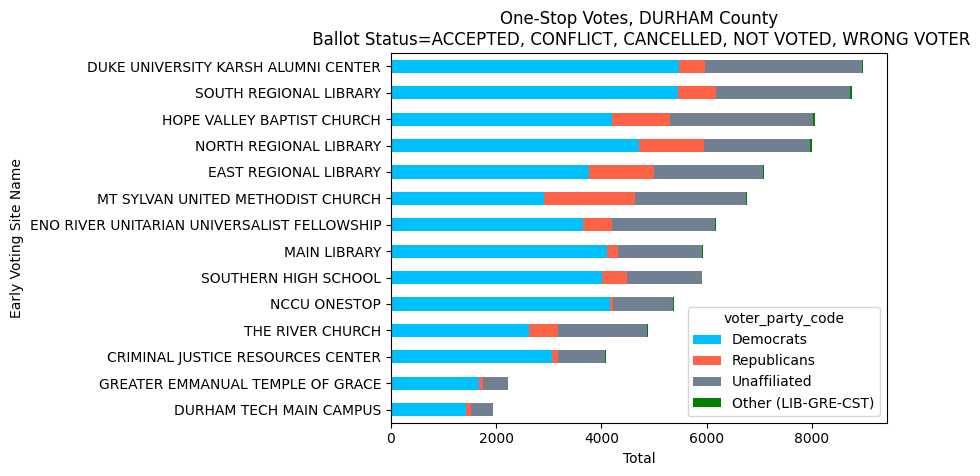 One-Stop Votes, DURHAM County
Ballot Status=ACCEPTED, CONFLICT, CANCELLED, NOT VOTED, WRONG VOTER
Early Voting Site Name
DUKE UNIVERSITY KARSH ALUMNI CENTER
SOUTH REGIONAL LIBRARY
HOPE VALLEY BAPTIST CHURCH
NORTH REGIONAL LIBRARY
EAST REGIONAL LIBRARY
MT SYLVAN UNITED METHODIST CHURCH
ENO RIVER UNITARIAN UNIVERSALIST FELLOWSHIP
MAIN LIBRARY
SOUTHERN HIGH SCHOOL
NCCU ONESTOP
THE RIVER CHURCH
CRIMINAL JUSTICE RESOURCES CENTER
GREATER EMMANUAL TEMPLE OF GRACE
DURHAM TECH MAIN CAMPUS
voter_party_code
Democrats
Republicans
Unaffiliated
Other (LIB-GRE-CST)
0 2000 4000 6000 8000
Total